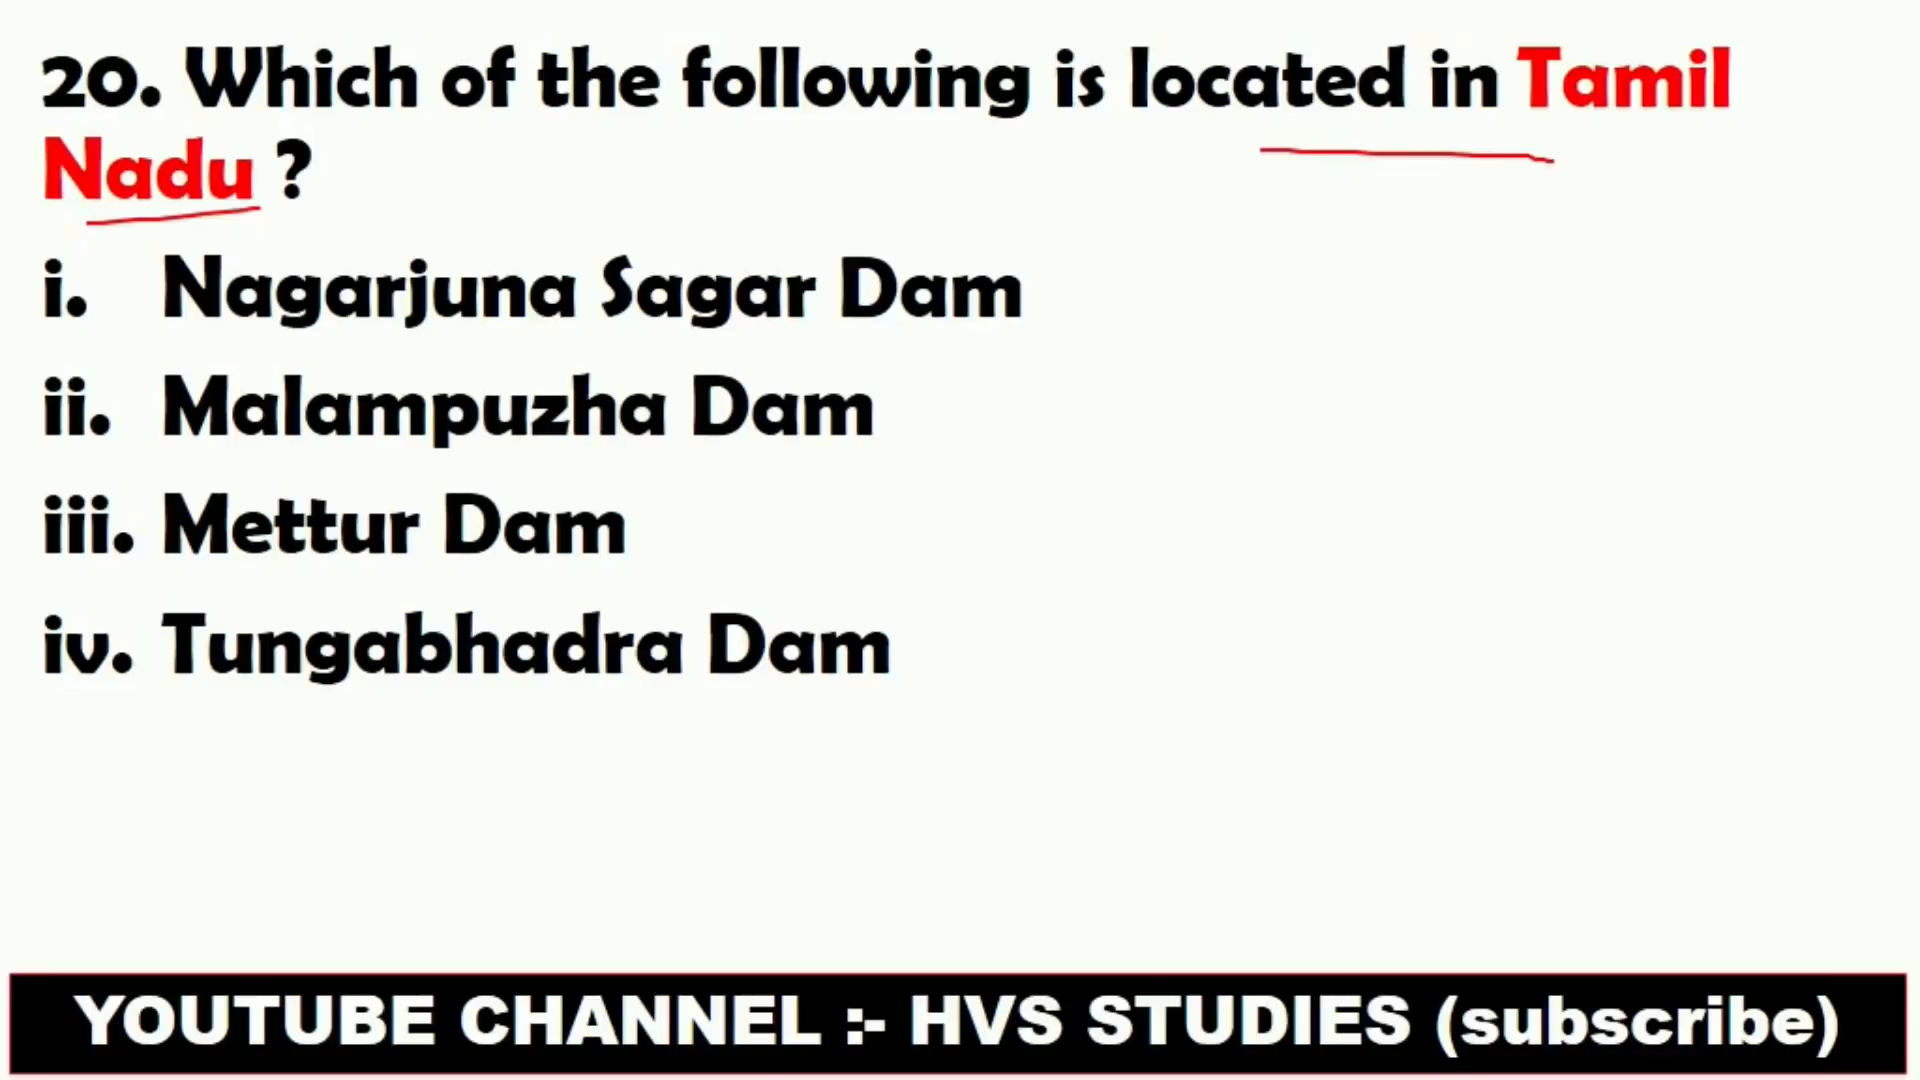 20. Which of the following is located in Tamil
Nadu ?
i. Nagarjuna Sagar Dam
ii. Malampuzha Dam
iii. Mettur Dam
iv. Tungabhadra Dam
YOUTUBE CHANNEL :- HVS STUDIES (subscribe)